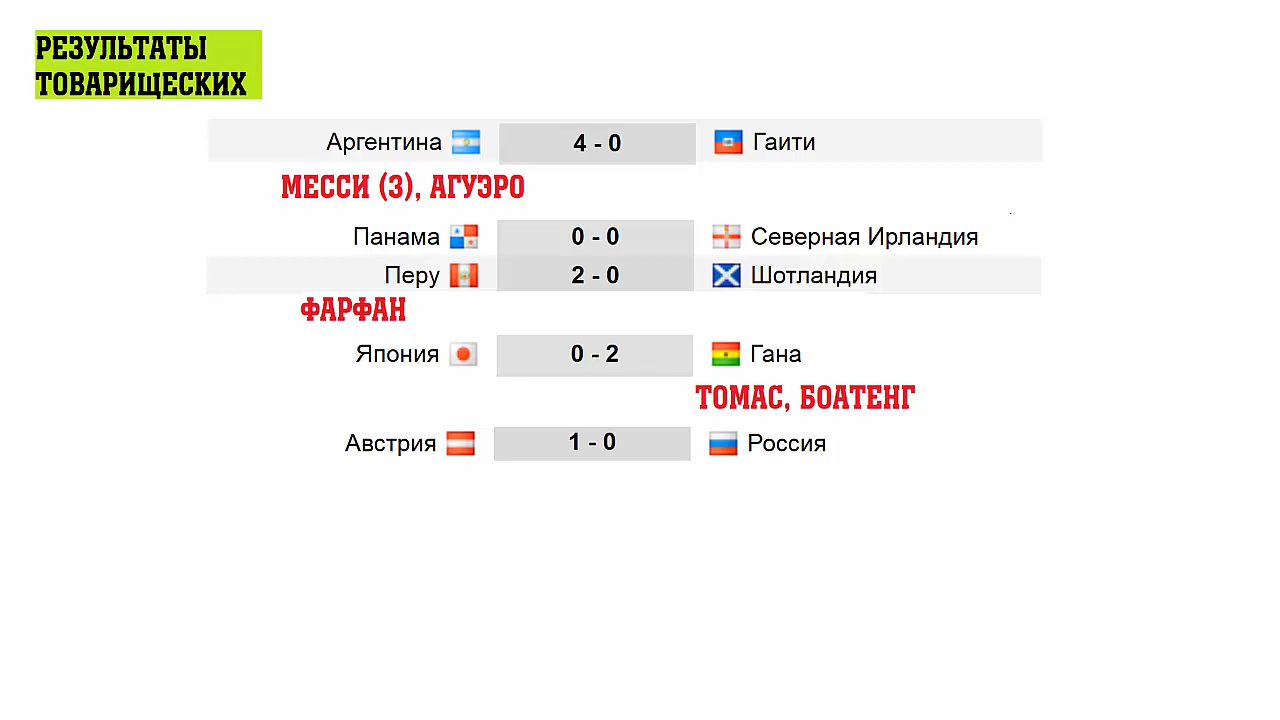 РЕЗУЛЬТАТЫ
ТОВАРИЩЕСКИХ
Аргентина 4 - 0 Гаити
МЕССИ (3), АГУЭРО
Панама 0 - 0 Северная Ирландия
Перу 2 - 0 Шотландия
ФАРФАН
Япония 0 - 2 Гана
ТОМАС, БОАТЕНГ
Австрия 1 - 0 Россия